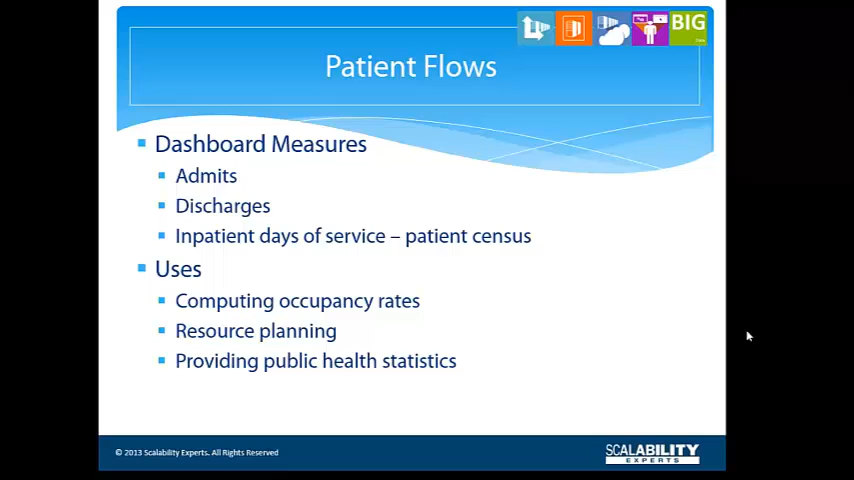 BIG
Patient Flows
Dashboard Measures
Admits
Discharges
Inpatient days of service – patient census
Uses
Computing occupancy rates
Resource planning
Providing public health statistics
© 2013 Scalability Experts. All Rights Reserved
SCALABILITY
EXPERTS